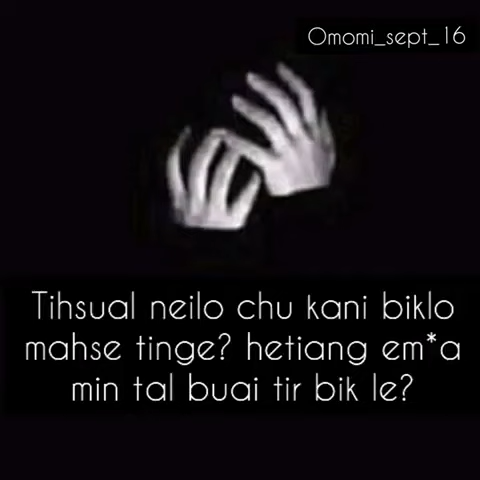 Omomi_sept_16
Tihsual neilo chu kani biklo
mahse tinge? hetiang em*a
min tal buai tir bik le?